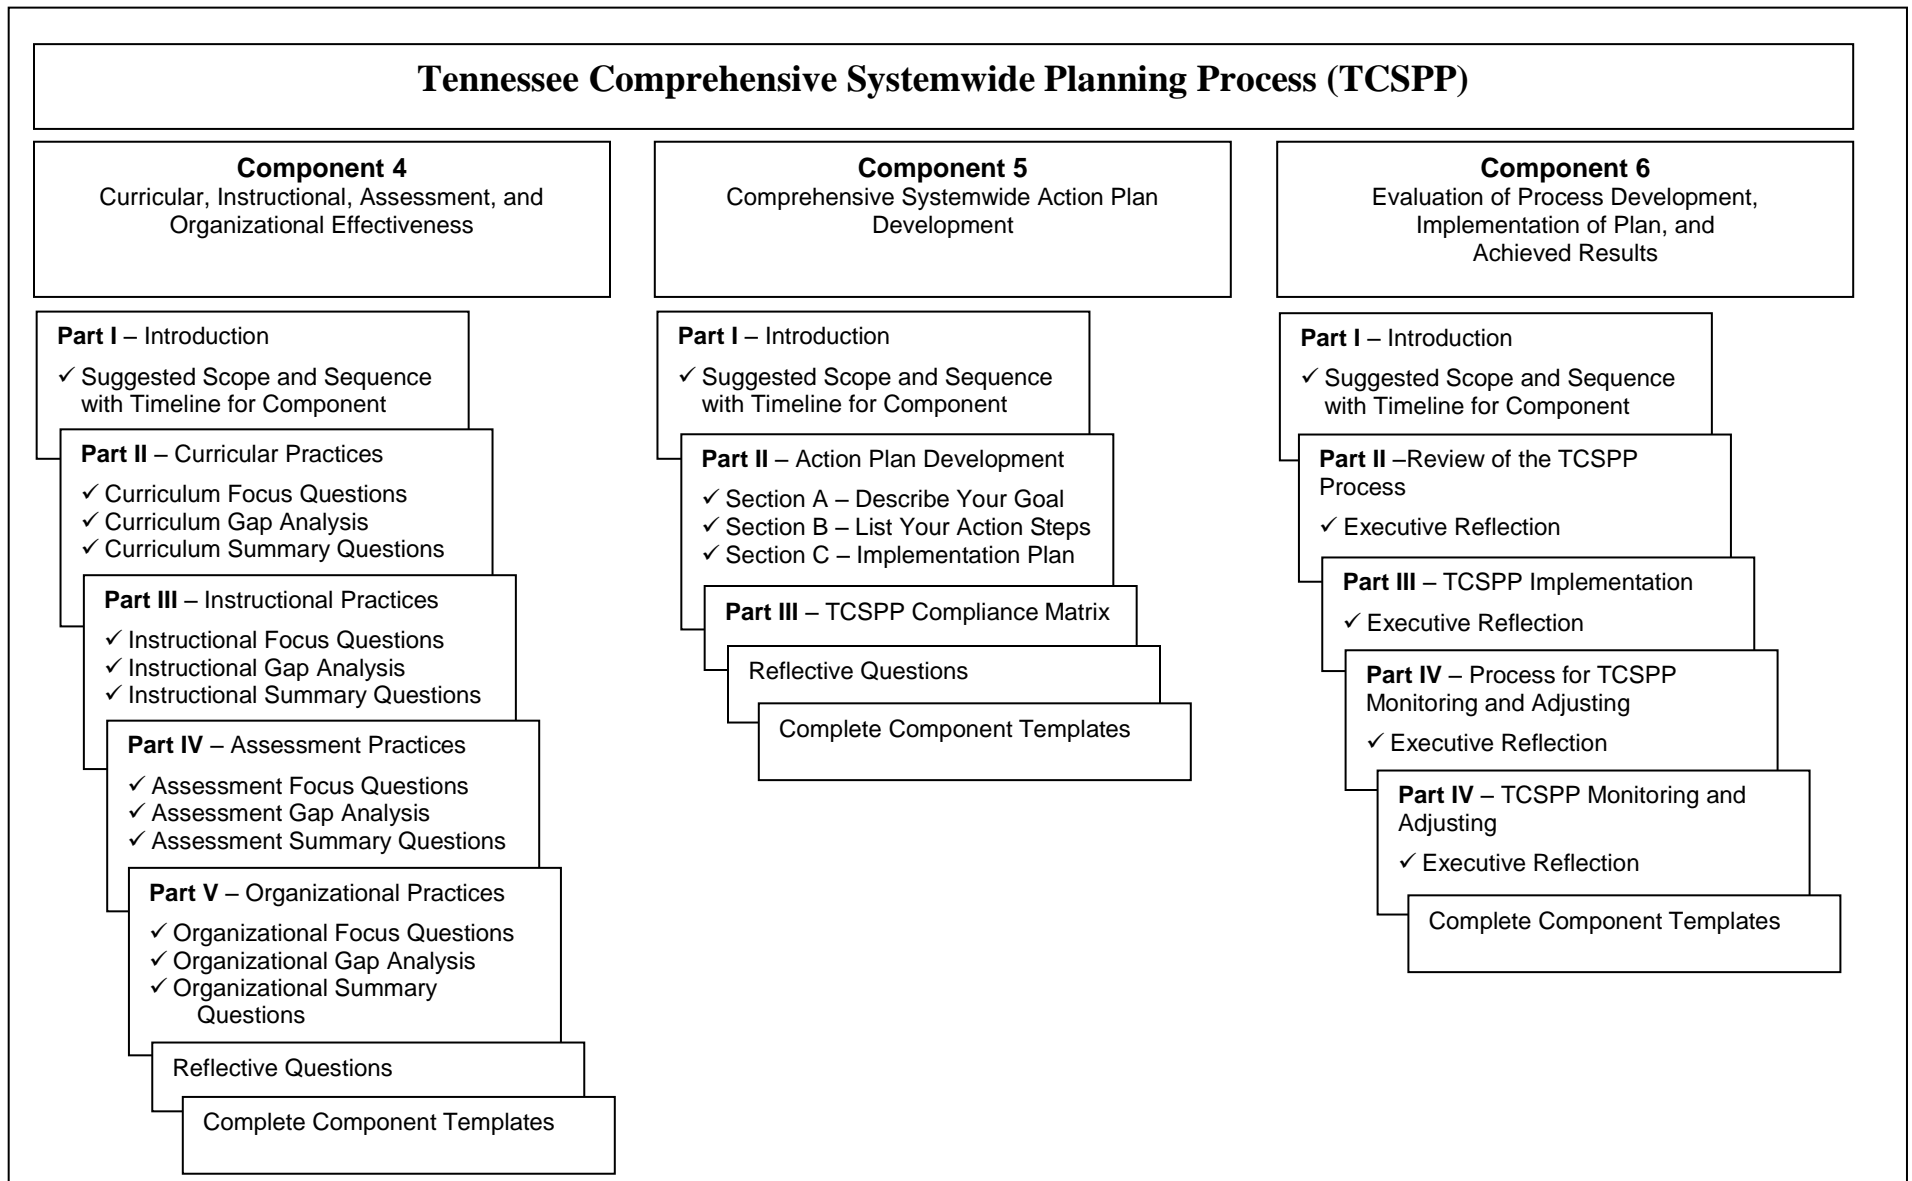 Tennessee Comprehensive Systemwide Planning Process (TCSPP)
Component 4
Curricular, Instructional, Assessment, and
Organizational Effectiveness
Part I – Introduction
✓ Suggested Scope and Sequence
with Timeline for Component
Part II – Curricular Practices
✓ Curriculum Focus Questions
✓ Curriculum Gap Analysis
✓ Curriculum Summary Questions
Part III – Instructional Practices
✓ Instructional Focus Questions
✓ Instructional Gap Analysis
✓ Instructional Summary Questions
Part IV – Assessment Practices
✓ Assessment Focus Questions
✓ Assessment Gap Analysis
✓ Assessment Summary Questions
Part V – Organizational Practices
✓ Organizational Focus Questions
✓ Organizational Gap Analysis
✓ Organizational Summary
Questions
Reflective Questions
Complete Component Templates
Component 5
Comprehensive Systemwide Action Plan
Development
Part I – Introduction
✓ Suggested Scope and Sequence
with Timeline for Component
Part II – Action Plan Development
✓ Section A – Describe Your Goal
✓ Section B – List Your Action Steps
✓ Section C – Implementation Plan
Part III – TCSPP Compliance Matrix
Reflective Questions
Complete Component Templates
Component 6
Evaluation of Process Development,
Implementation of Plan, and
Achieved Results
Part I – Introduction
✓ Suggested Scope and Sequence
with Timeline for Component
Part II –Review of the TCSPP
Process
✓ Executive Reflection
Part III – TCSPP Implementation
✓ Executive Reflection
Part IV – Process for TCSPP
Monitoring and Adjusting
✓ Executive Reflection
Part IV – TCSPP Monitoring and
Adjusting
✓ Executive Reflection
Complete Component Templates